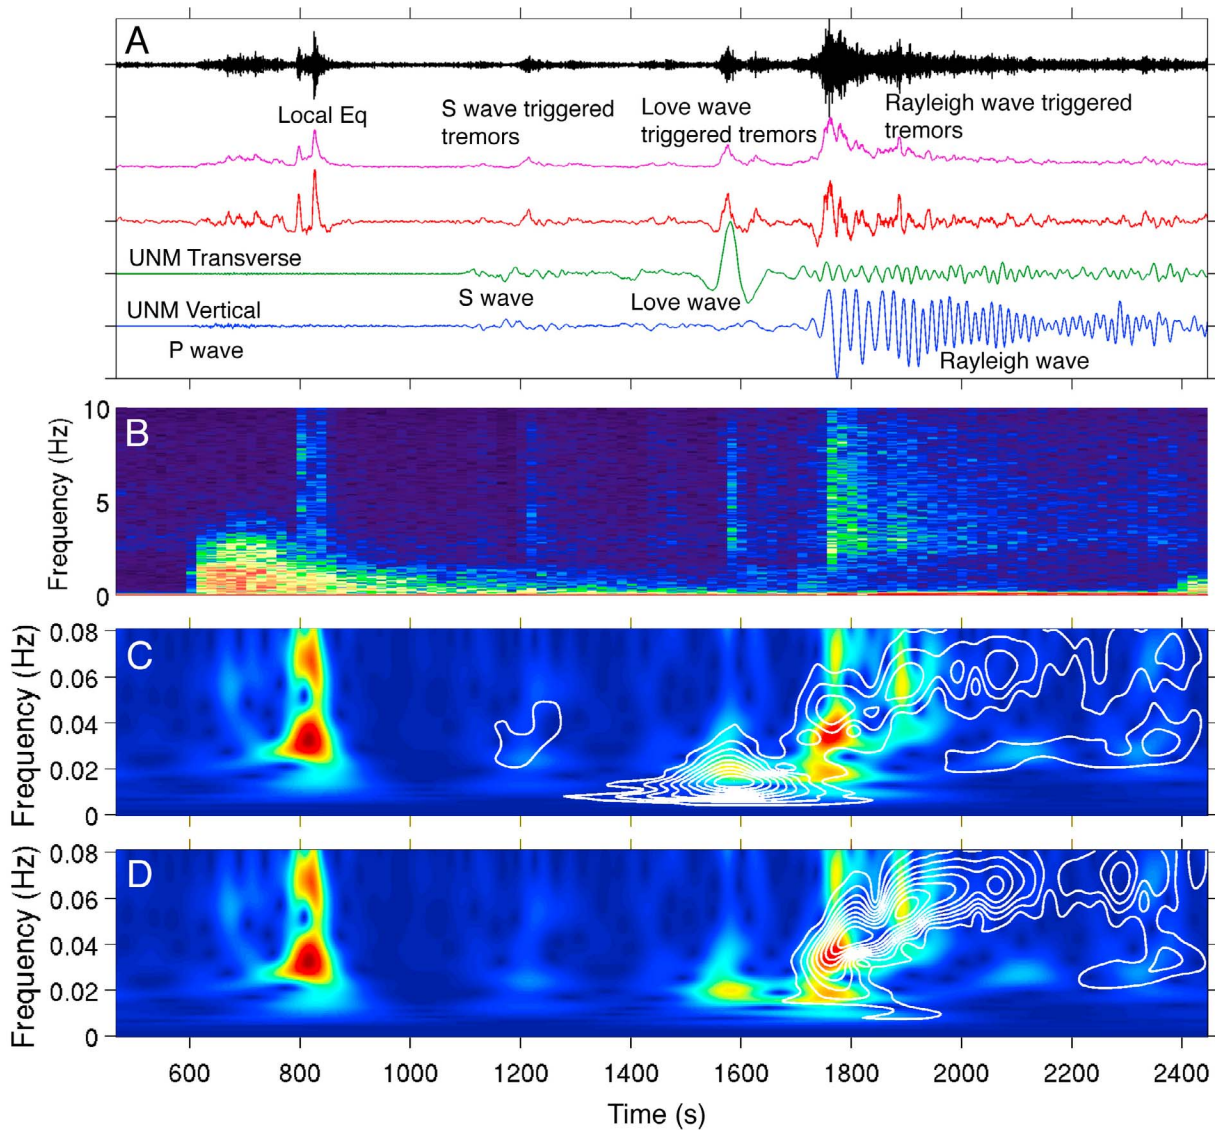 A
Local Eq
S wave triggered
tremors
Love wave
triggered tremors
Rayleigh wave triggered
tremors
UNM Transverse
S wave
Love wave
UNM Vertical
P wave
Rayleigh wave
B
10
5
0
Frequency (Hz)
C
0.08
0.06
0.04
0.02
0
Frequency (Hz)
D
0.08
0.06
0.04
0.02
0
Frequency (Hz)
600 800 1000 1200 1400 1600 1800 2000 2200 2400
Time (s)